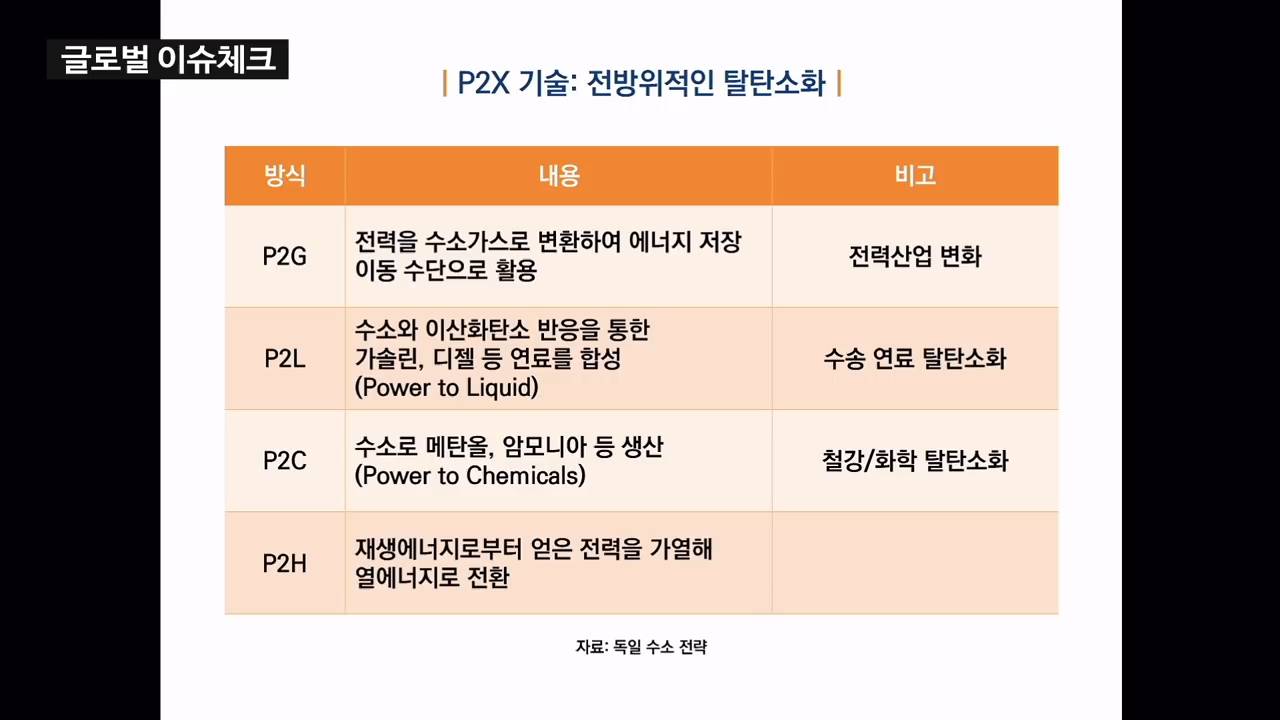 글로벌 이슈체크
| P2X 기술: 전방위적인 탈탄소화 |
방식
내용
비고
P2G
전력을 수소가스로 변환하여 에너지 저장
이동 수단으로 활용
전력산업 변화
P2L
수소와 이산화탄소 반응을 통한
가솔린, 디젤 등 연료를 합성
(Power to Liquid)
수송 연료 탈탄소화
P2C
수소로 메탄올, 암모니아 등 생산
(Power to Chemicals)
철강/화학 탈탄소화
P2H
재생에너지로부터 얻은 전력을 가열해
열에너지로 전환
자료: 독일 수소 전략